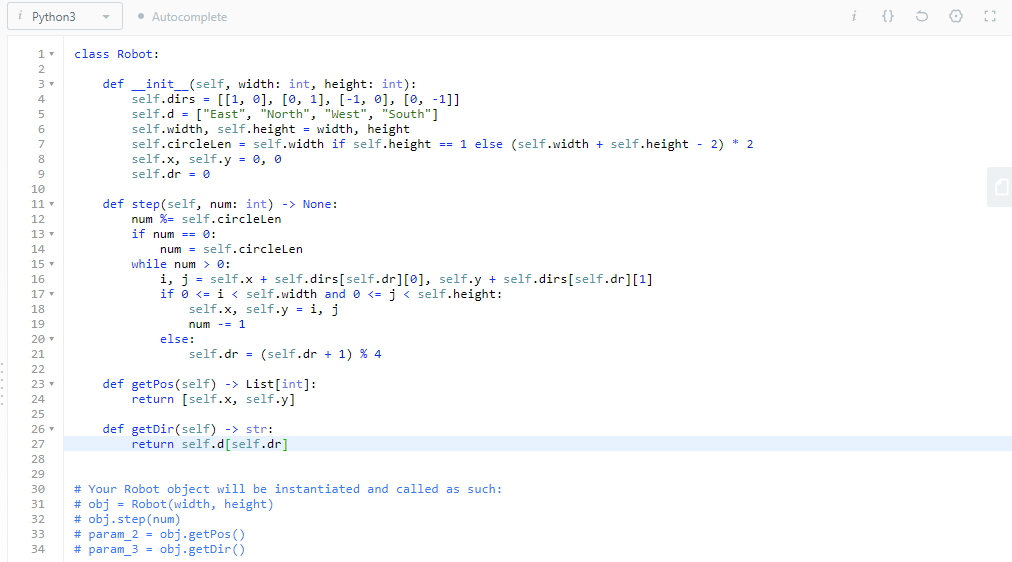 i Python3 Autocomplete i {}
1 class Robot:
2
3 def __init__(self, width: int, height: int):
4 self.dirs = [[1, 0], [0, 1], [-1, 0], [0, -1]]
5 self.d = ["East", "North", "West", "South"]
6 self.width, self.height = width, height
7 self.circleLen = self.width if self.height == 1 else (self.width + self.height - 2) * 2
8 self.x, self.y = 0, 0
9 self.dr = 0
10
11 def step(self, num: int) -> None:
12 num %= self.circleLen
13 if num == 0:
14 num = self.circleLen
15 while num > 0:
16 i, j = self.x + self.dirs[self.dr][0], self.y + self.dirs[self.dr][1]
17 if 0 <= i < self.width and 0 <= j < self.height:
18 self.x, self.y = i, j
19 num -= 1
20 else:
21 self.dr = (self.dr + 1) % 4
22
23 def getPos(self) -> List[int]:
24 return [self.x, self.y]
25
26 def getDir(self) -> str:
27 return self.d[self.dr]
28
29
30 # Your Robot object will be instantiated and called as such:
31 # obj = Robot(width, height)
32 # obj.step(num)
33 # param_2 = obj.getPos()
34 # param_3 = obj.getDir()